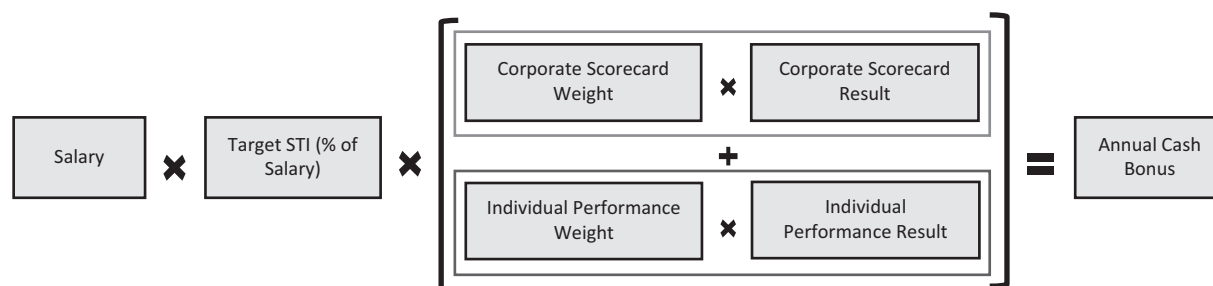 Salary
×
Target STI (% of
Salary)
×
[
Corporate Scorecard
Weight
×
Corporate Scorecard
Result
+
Individual Performance
Weight
×
Individual
Performance Result
]
=
Annual Cash
Bonus